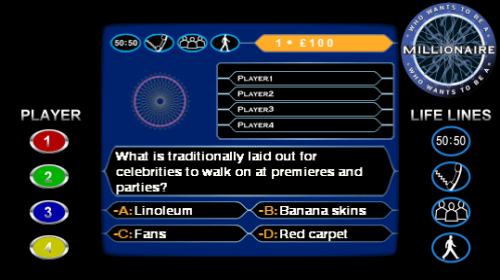 50:50
1 • £100
WHO WANTS TO BE A
MILLIONAIRE
WHO WANTS TO BE A
PLAYER1
PLAYER2
PLAYER3
PLAYER4
PLAYER
1
2
3
4
LIFE LINES
50:50
What is traditionally laid out for
celebrities to walk on at premieres and
parties?
-A: Linoleum
-B: Banana skins
-C: Fans
-D: Red carpet